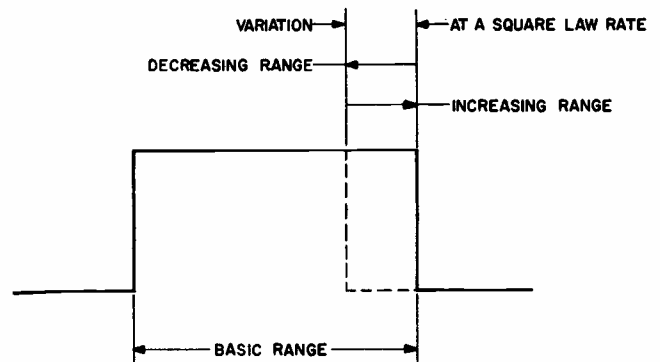 VARIATION AT A SQUARE LAW RATE
DECREASING RANGE
INCREASING RANGE
BASIC RANGE